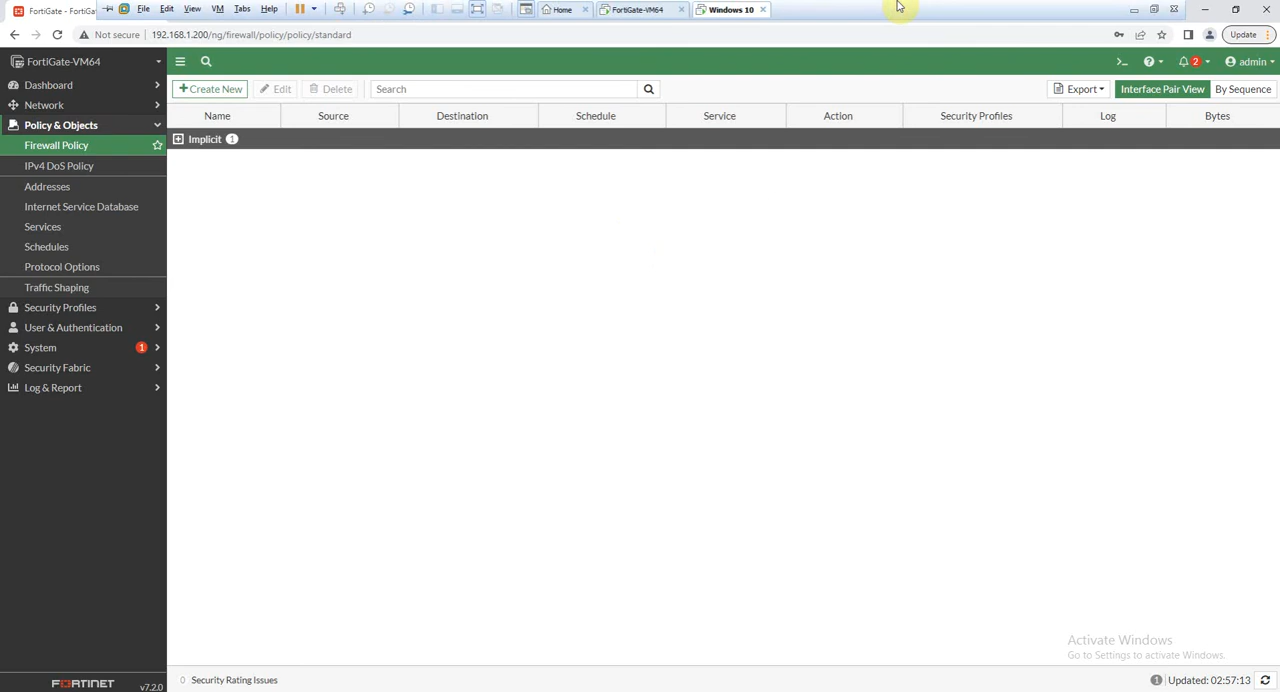 FortiGate - FortiGat
File Edit View VM Tabs Help
Home
FortiGate-VM64
Windows 10
Not secure 192.168.1.200/ng/firewall/policy/policy/standard
Update
FortiGate-VM64
2
admin
Dashboard
Network
Policy & Objects
Firewall Policy
IPv4 DoS Policy
Addresses
Internet Service Database
Services
Schedules
Protocol Options
Traffic Shaping
Security Profiles
User & Authentication
System 1
Security Fabric
Log & Report
FORTINET v7.2.0
Create New Edit Delete Search Export Interface Pair View By Sequence
Name Source Destination Schedule Service Action Security Profiles Log Bytes
Implicit 1
Activate Windows
Go to Settings to activate Windows.
0 Security Rating Issues
1 Updated: 02:57:13